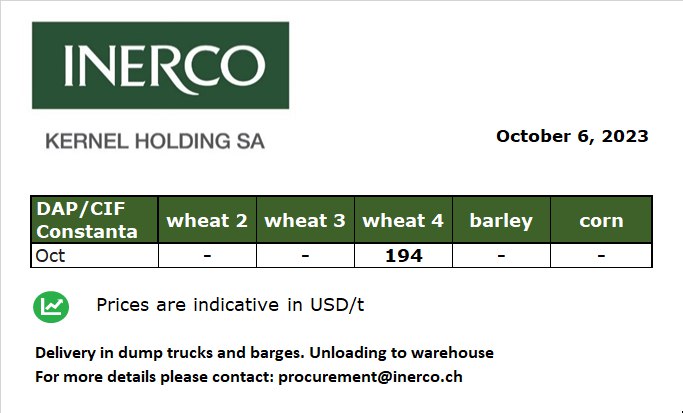 INERCO
KERNEL HOLDING SA
October 6, 2023
DAP/CIF Constanta wheat 2 wheat 3 wheat 4 barley corn
Oct - - 194 - -
Prices are indicative in USD/t
Delivery in dump trucks and barges. Unloading to warehouse
For more details please contact: procurement@inerco.ch